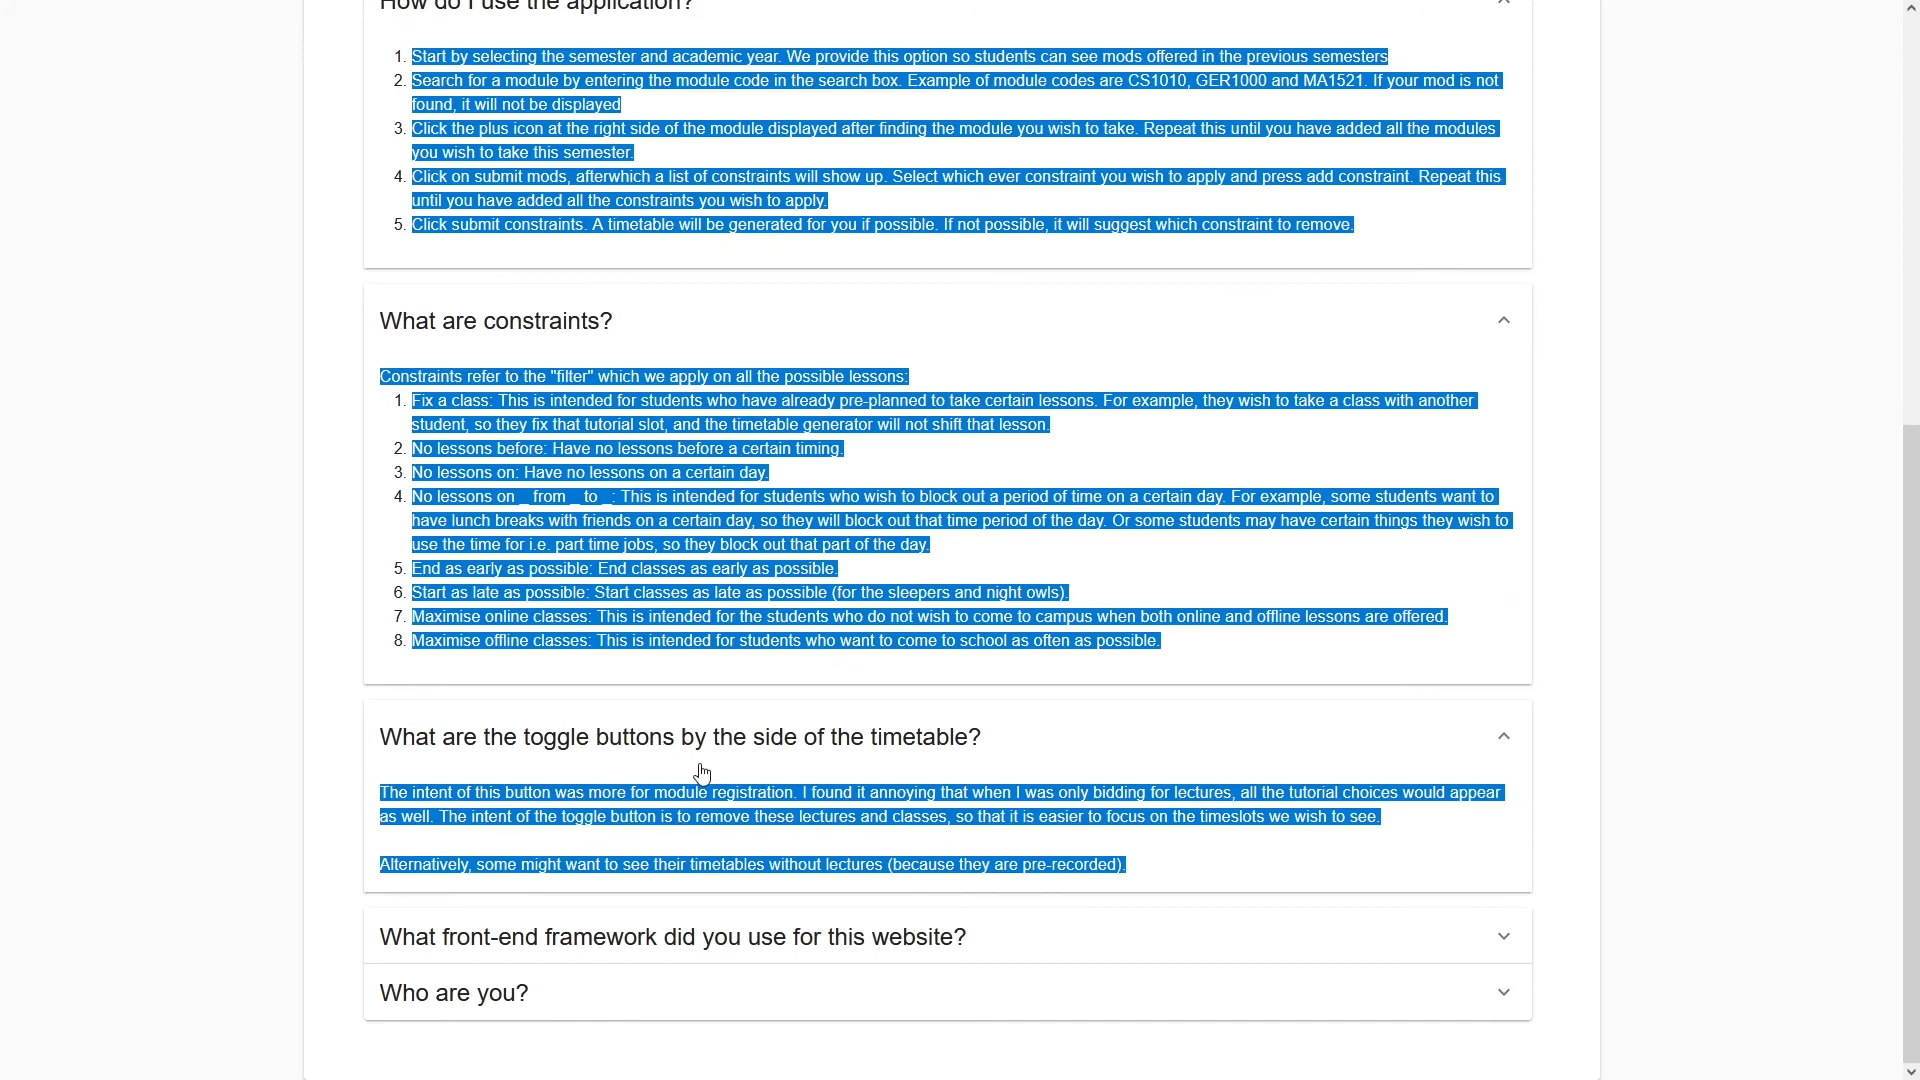 How do I use the application?
1. Start by selecting the semester and academic year. We provide this option so students can see mods offered in the previous semesters
2. Search for a module by entering the module code in the search box. Example of module codes are CS1010, GER1000 and MA1521. If your mod is not
found, it will not be displayed
3. Click the plus icon at the right side of the module displayed after finding the module you wish to take. Repeat this until you have added all the modules
you wish to take this semester.
4. Click on submit mods, afterwhich a list of constraints will show up. Select which ever constraint you wish to apply and press add constraint. Repeat this
until you have added all the constraints you wish to apply.
5. Click submit constraints. A timetable will be generated for you if possible. If not possible, it will suggest which constraint to remove.
What are constraints?
Constraints refer to the "filter" which we apply on all the possible lessons:
1. Fix a class: This is intended for students who have already pre-planned to take certain lessons. For example, they wish to take a class with another
student, so they fix that tutorial slot, and the timetable generator will not shift that lesson.
2. No lessons before: Have no lessons before a certain timing.
3. No lessons on: Have no lessons on a certain day.
4. No lessons on _ from _ to _: This is intended for students who wish to block out a period of time on a certain day. For example, some students want to
have lunch breaks with friends on a certain day, so they will block out that time period of the day. Or some students may have certain things they wish to
use the time for i.e. part time jobs, so they block out that part of the day.
5. End as early as possible: End classes as early as possible.
6. Start as late as possible: Start classes as late as possible (for the sleepers and night owls).
7. Maximise online classes: This is intended for the students who do not wish to come to campus when both online and offline lessons are offered.
8. Maximise offline classes: This is intended for students who want to come to school as often as possible.
What are the toggle buttons by the side of the timetable?
The intent of this button was more for module registration. I found it annoying that when I was only bidding for lectures, all the tutorial choices would appear
as well. The intent of the toggle button is to remove these lectures and classes, so that it is easier to focus on the timeslots we wish to see.
Alternatively, some might want to see their timetables without lectures (because they are pre-recorded).
What front-end framework did you use for this website?
Who are you?